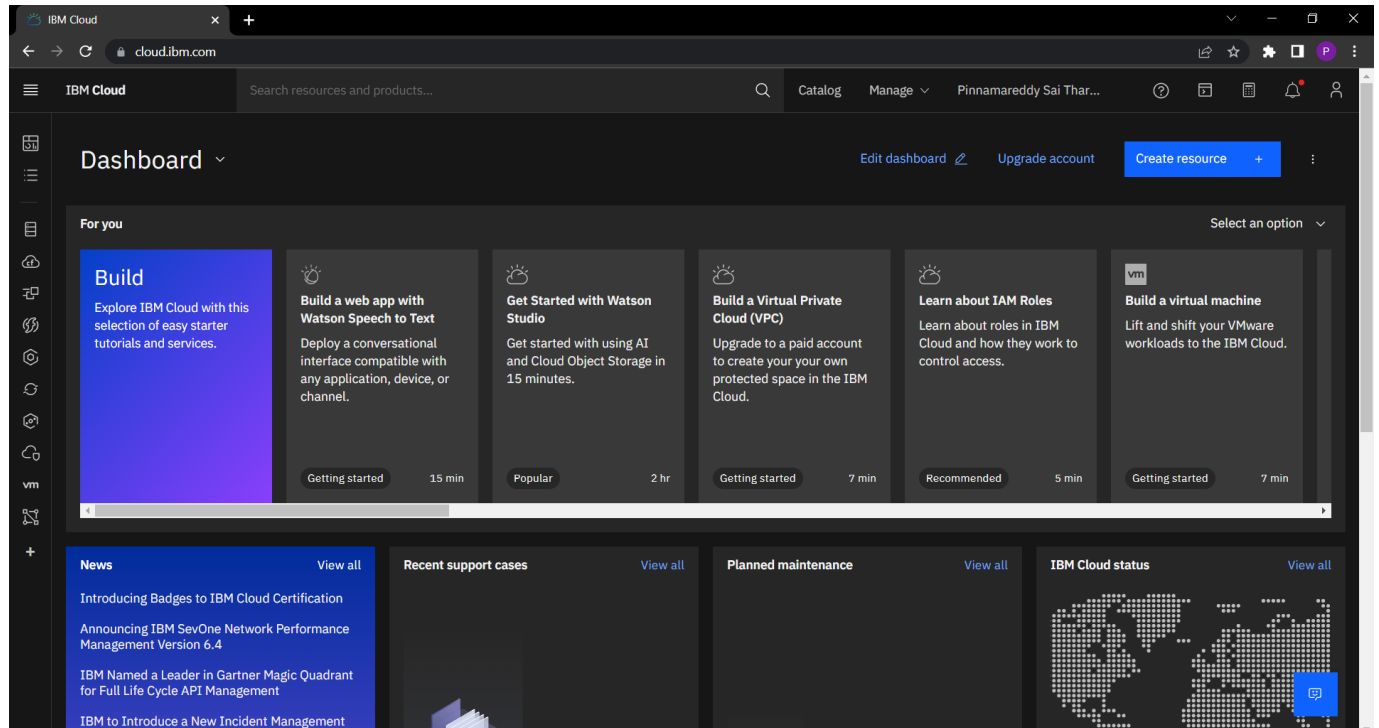 IBM Cloud
cloud.ibm.com
P
IBM Cloud
Search resources and products...
Catalog
Manage
Pinnamareddy Sai Thar...
Dashboard
Edit dashboard
Upgrade account
Create resource +
For you
Select an option
Build
Explore IBM Cloud with this
selection of easy starter
tutorials and services.
Build a web app with
Watson Speech to Text
Deploy a conversational
interface compatible with
any application, device, or
channel.
Getting started
15 min
Get Started with Watson
Studio
Get started with using AI
and Cloud Object Storage in
15 minutes.
Popular
2 hr
Build a Virtual Private
Cloud (VPC)
Upgrade to a paid account
to create your your own
protected space in the IBM
Cloud.
Getting started
7 min
Learn about IAM Roles
Learn about roles in IBM
Cloud and how they work to
control access.
Recommended
5 min
vm
Build a virtual machine
Lift and shift your VMware
workloads to the IBM Cloud.
Getting started
7 min
vm
News
View all
Introducing Badges to IBM Cloud Certification
Announcing IBM SevOne Network Performance
Management Version 6.4
IBM Named a Leader in Gartner Magic Quadrant
for Full Life Cycle API Management
IBM to Introduce a New Incident Management
Recent support cases
View all
Planned maintenance
View all
IBM Cloud status
View all